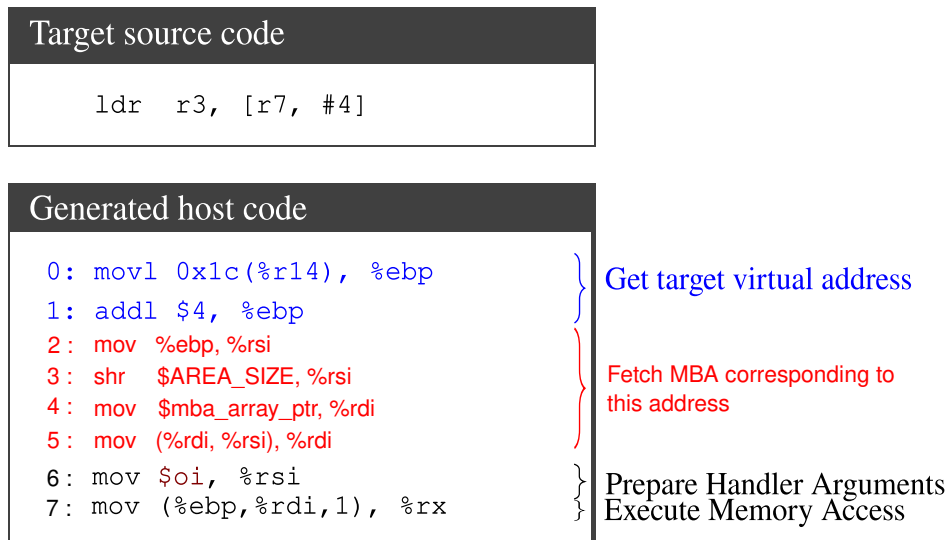 Target source code
ldr r3, [r7, #4]
Generated host code
0: movl 0x1c(%r14), %ebp
1: addl $4, %ebp
Get target virtual address
2 : mov %ebp, %rsi
3 : shr $AREA_SIZE, %rsi
4 : mov $mba_array_ptr, %rdi
5 : mov (%rdi, %rsi), %rdi
Fetch MBA corresponding to
this address
6 : mov $oi, %rsi
Prepare Handler Arguments
7 : mov (%ebp,%rdi,1), %rx
Execute Memory Access